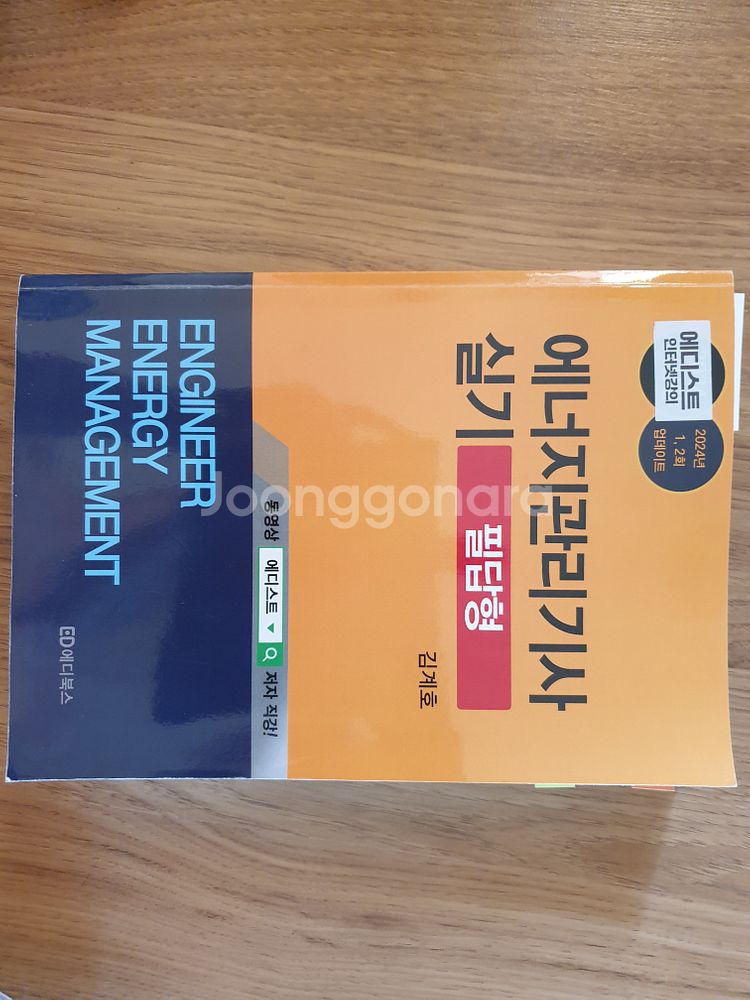 에디스트
인터넷강의
2024년
1, 2회
업데이트
에너지관리기사
실기 필답형
김계호
동영상 에디스트 저자 직강!
ENGINEER
ENERGY
MANAGEMENT
에디북스
Joonggonara